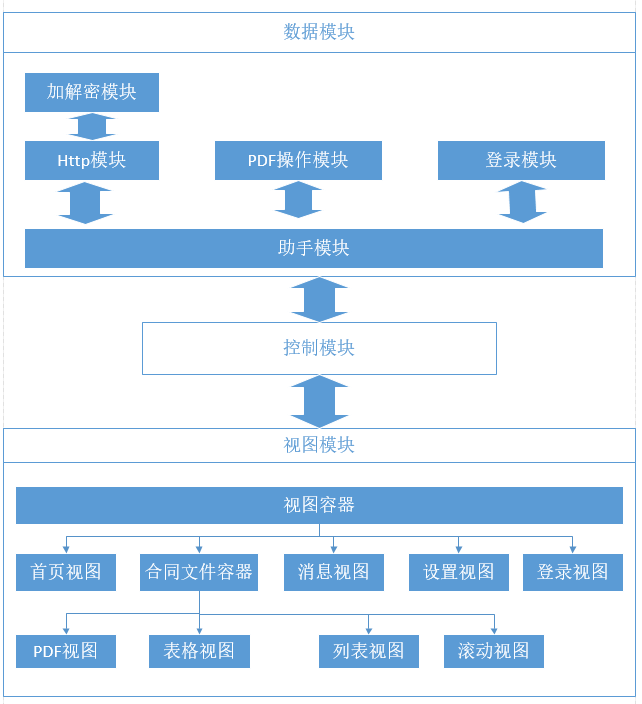 数据模块
加解密模块
Http模块
PDF操作模块
登录模块
助手模块
控制模块
视图模块
视图容器
首页视图
合同文件容器
消息视图
设置视图
登录视图
PDF视图
表格视图
列表视图
滚动视图